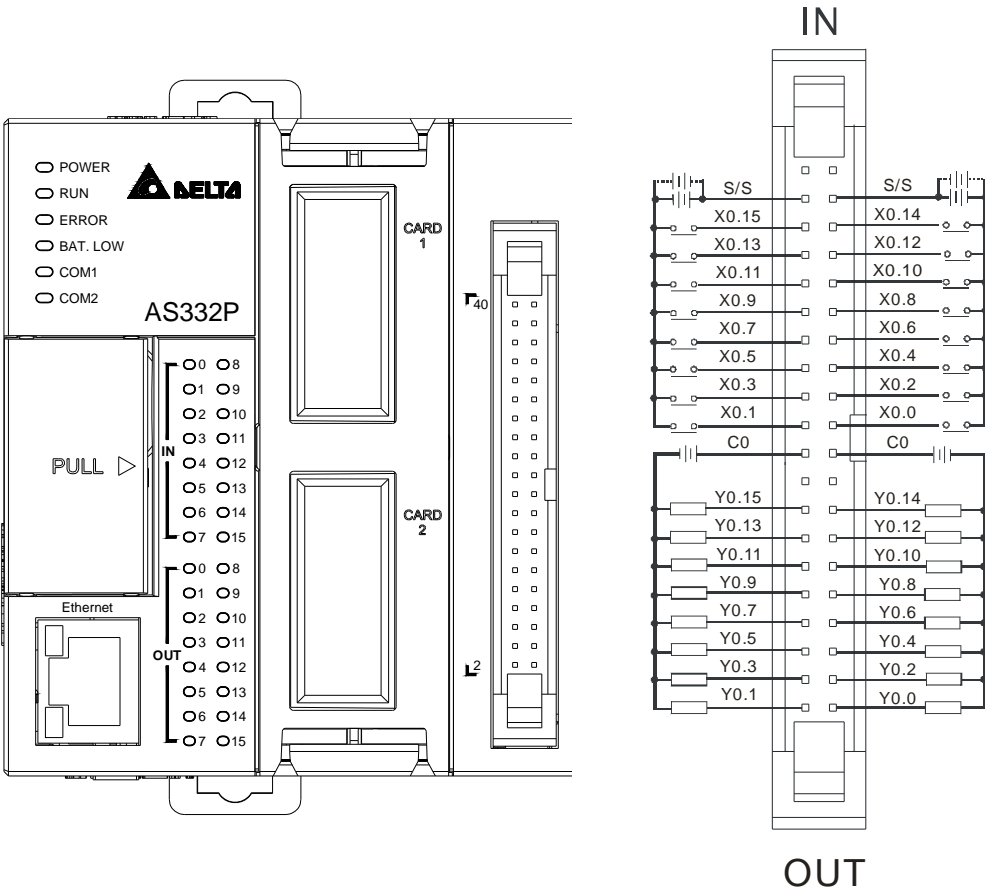 IN
POWER
RUN
ERROR
BAT. LOW
COM1
COM2
DELTA
AS332P
CARD
1
40
0 8
1 9
2 10
3 11
4 12
5 13
6 14
7 15
IN
PULL
CARD
2
0 8
1 9
2 10
3 11
4 12
5 13
6 14
7 15
OUT
Ethernet
2
S/S S/S
X0.15 X0.14
X0.13 X0.12
X0.11 X0.10
X0.9 X0.8
X0.7 X0.6
X0.5 X0.4
X0.3 X0.2
X0.1 X0.0
C0 C0
Y0.15 Y0.14
Y0.13 Y0.12
Y0.11 Y0.10
Y0.9 Y0.8
Y0.7 Y0.6
Y0.5 Y0.4
Y0.3 Y0.2
Y0.1 Y0.0
OUT